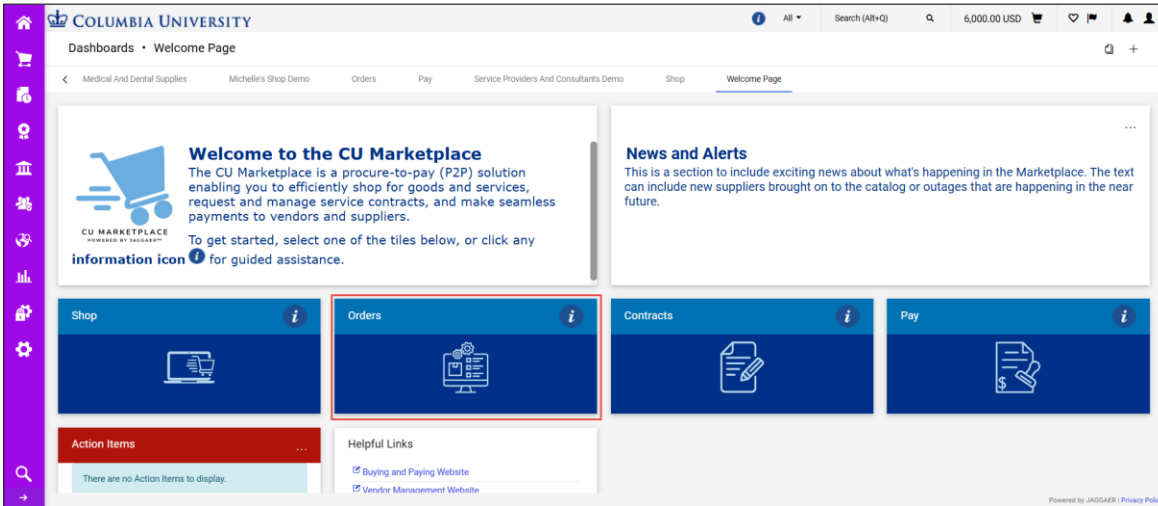 COLUMBIA UNIVERSITY
All
Search (Alt+Q)
6,000.00 USD
Dashboards • Welcome Page
Medical And Dental Supplies
Michelle's Shop Demo
Orders
Pay
Service Providers And Consultants Demo
Shop
Welcome Page
CU MARKETPLACE
POWERED BY JAGGAER™
Welcome to the CU Marketplace
The CU Marketplace is a procure-to-pay (P2P) solution
enabling you to efficiently shop for goods and services,
request and manage service contracts, and make seamless
payments to vendors and suppliers.
To get started, select one of the tiles below, or click any
information icon i for guided assistance.
...
News and Alerts
This is a section to include exciting news about what's happening in the Marketplace. The text
can include new suppliers brought on to the catalog or outages that are happening in the near
future.
Shop
Orders
Contracts
Pay
$
Action Items
...
There are no Action Items to display.
Helpful Links
Buying and Paying Website
Vendor Management Website
Powered by JAGGAER | Privacy Poli